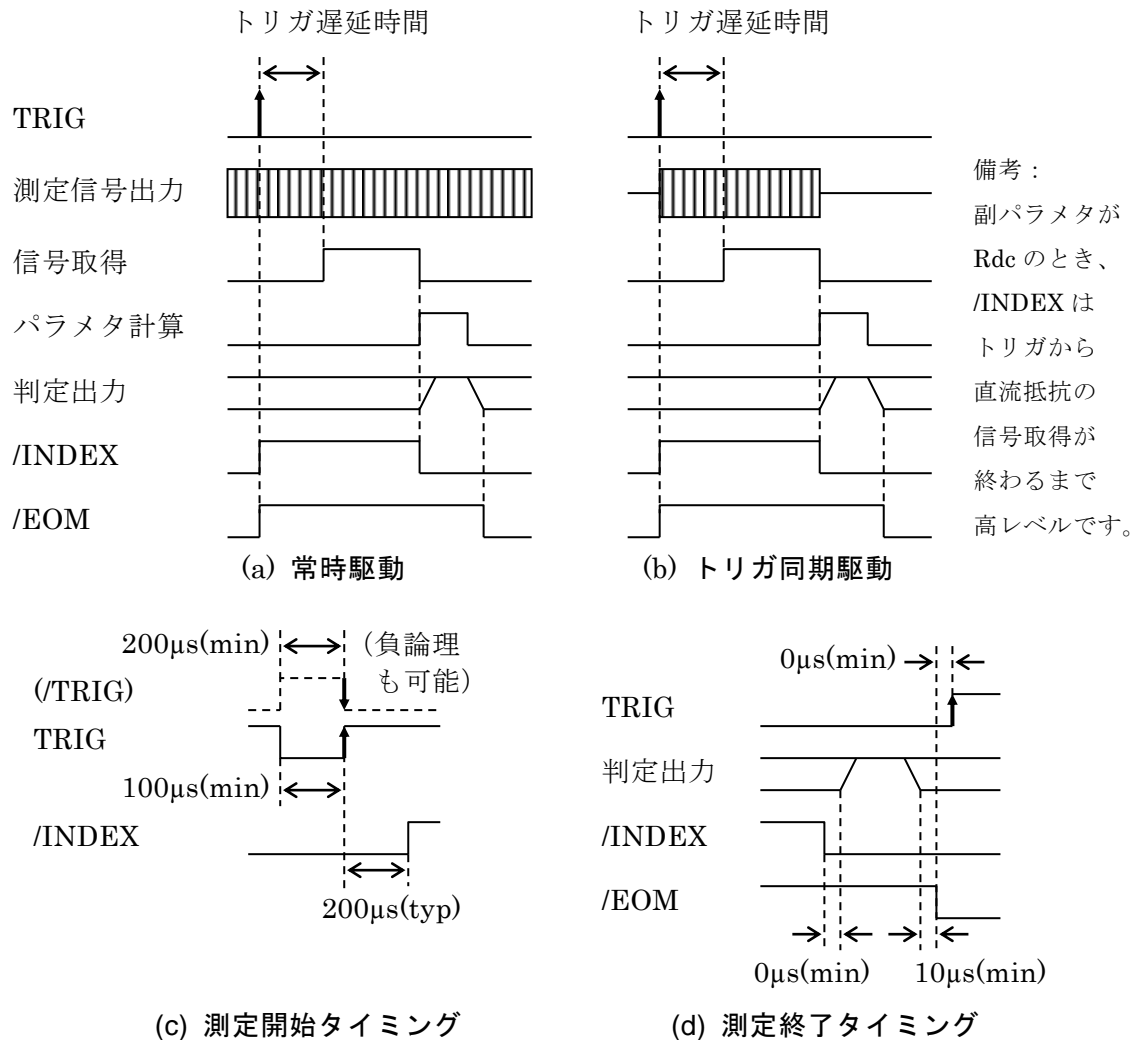 トリガ遅延時間
TRIG
測定信号出力
信号取得
パラメタ計算
判定出力
/INDEX
/EOM
(a) 常時駆動
トリガ遅延時間
(b) トリガ同期駆動
備考：
副パラメタが
Rdc のとき、
/INDEX は
トリガから
直流抵抗の
信号取得が
終わるまで
高レベルです。
200μs(min)
(負論理
も可能)
(/TRIG)
TRIG
100μs(min)
/INDEX
200μs(typ)
(c) 測定開始タイミング
0μs(min)
TRIG
判定出力
/INDEX
/EOM
0μs(min)
10μs(min)
(d) 測定終了タイミング